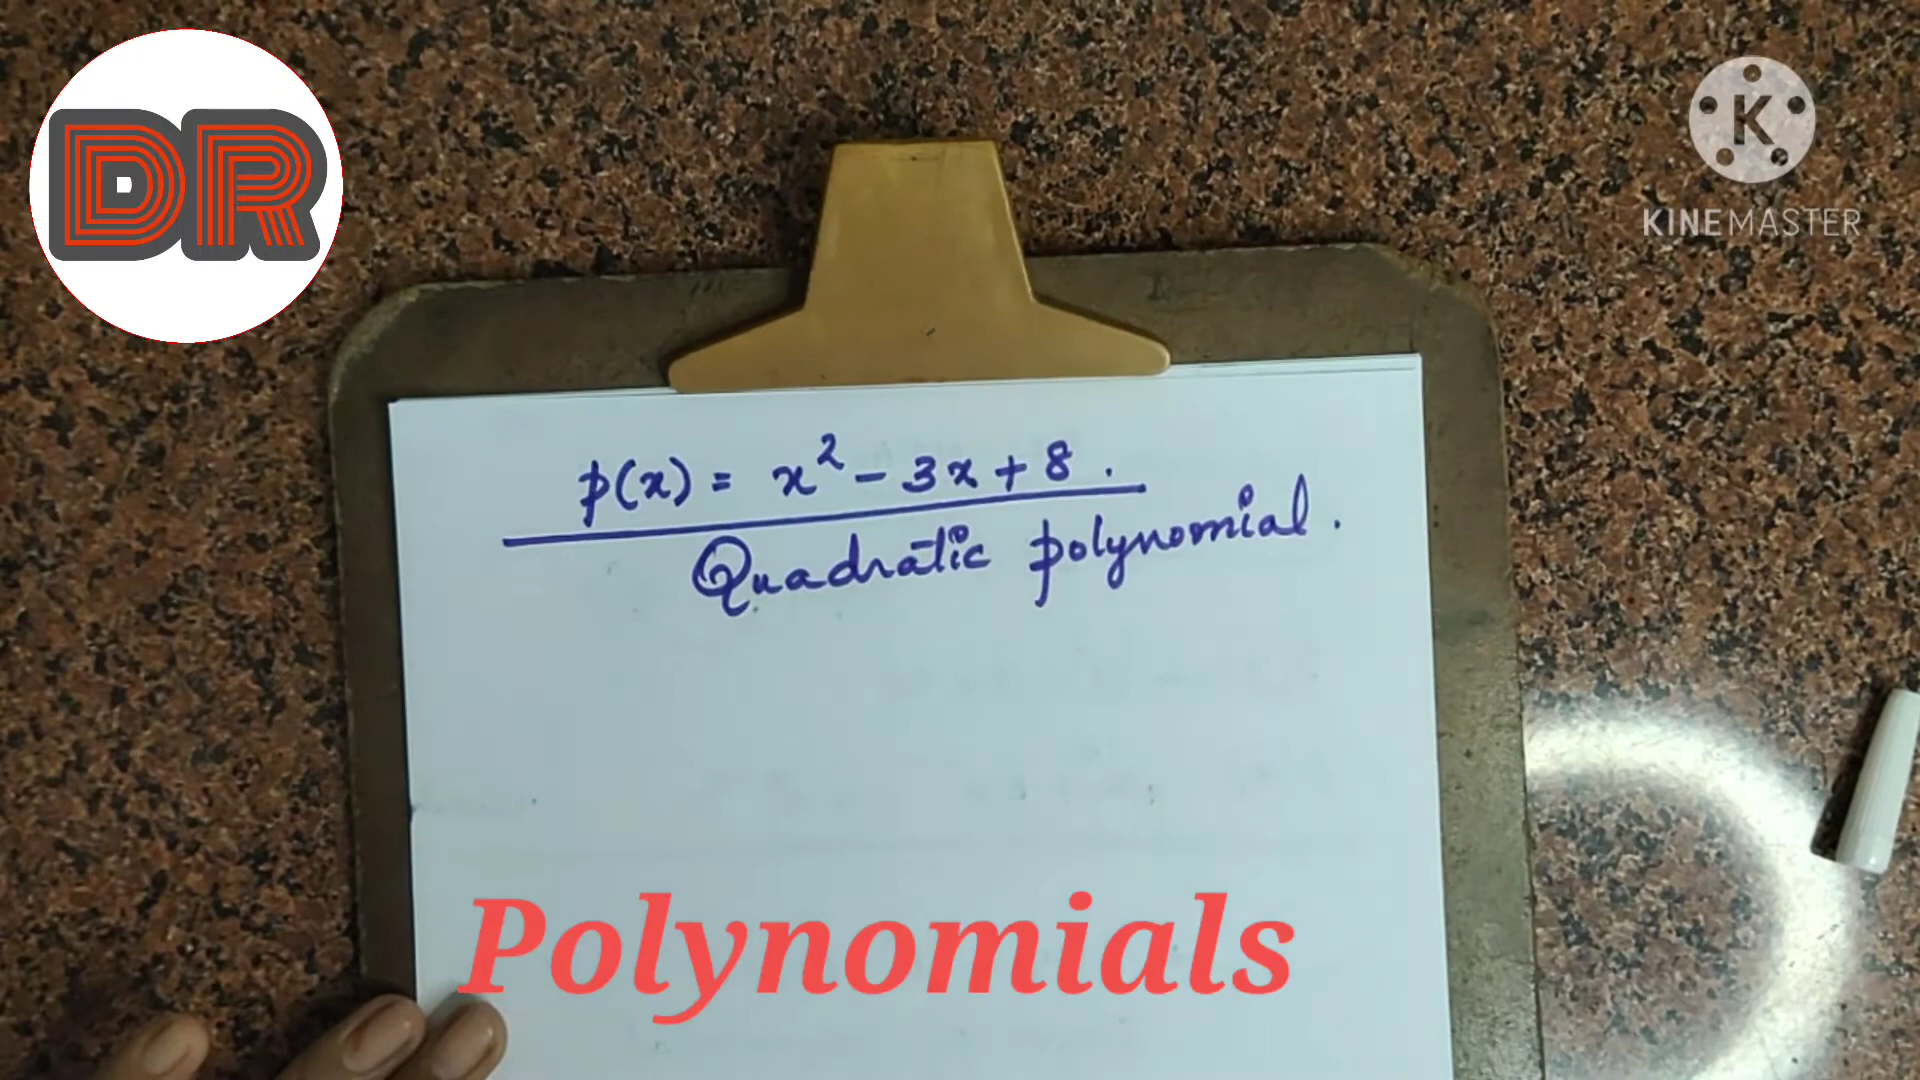 DR
K
KINEMASTER
p(x) = x² - 3x + 8 .
Quadratic polynomial .
Polynomials